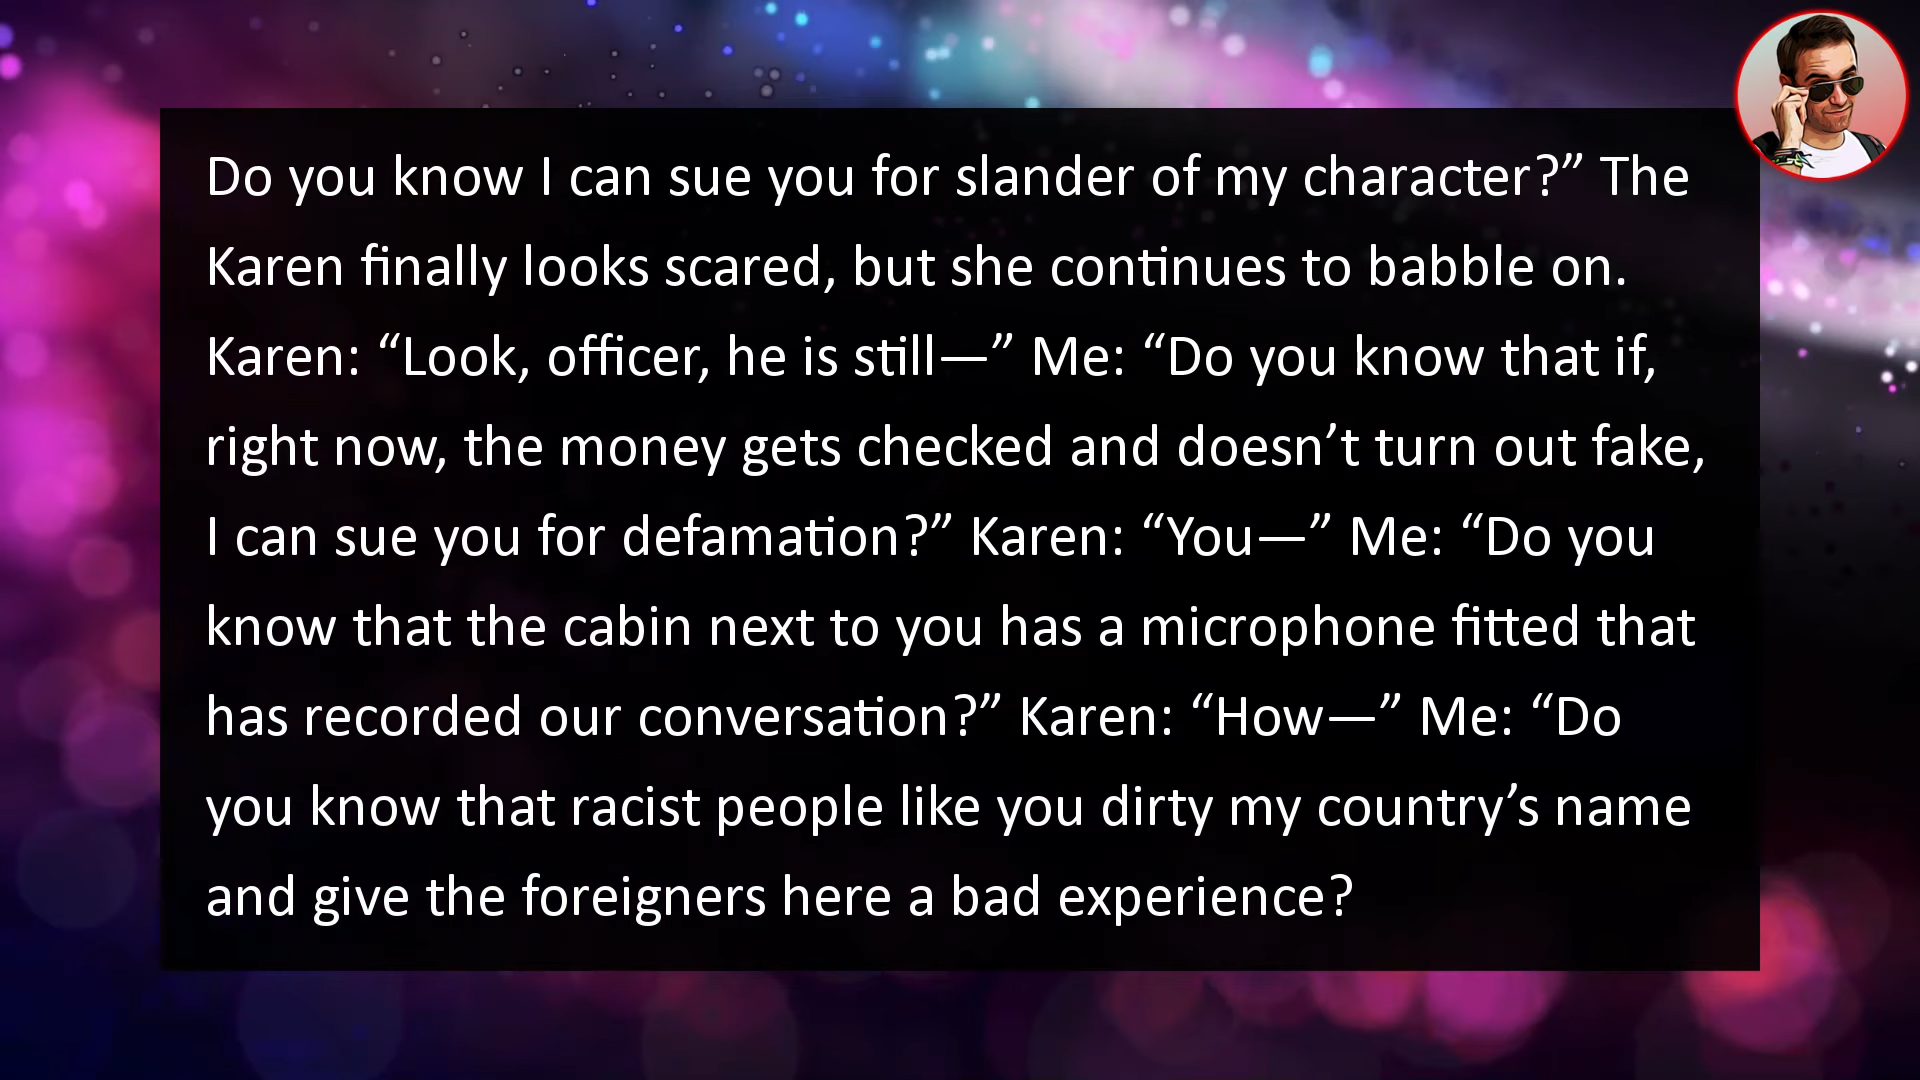 Do you know I can sue you for slander of my character?” The
Karen finally looks scared, but she continues to babble on.
Karen: “Look, officer, he is still—” Me: “Do you know that if,
right now, the money gets checked and doesn’t turn out fake,
I can sue you for defamation?” Karen: “You—” Me: “Do you
know that the cabin next to you has a microphone fitted that
has recorded our conversation?” Karen: “How—” Me: “Do
you know that racist people like you dirty my country’s name
and give the foreigners here a bad experience?